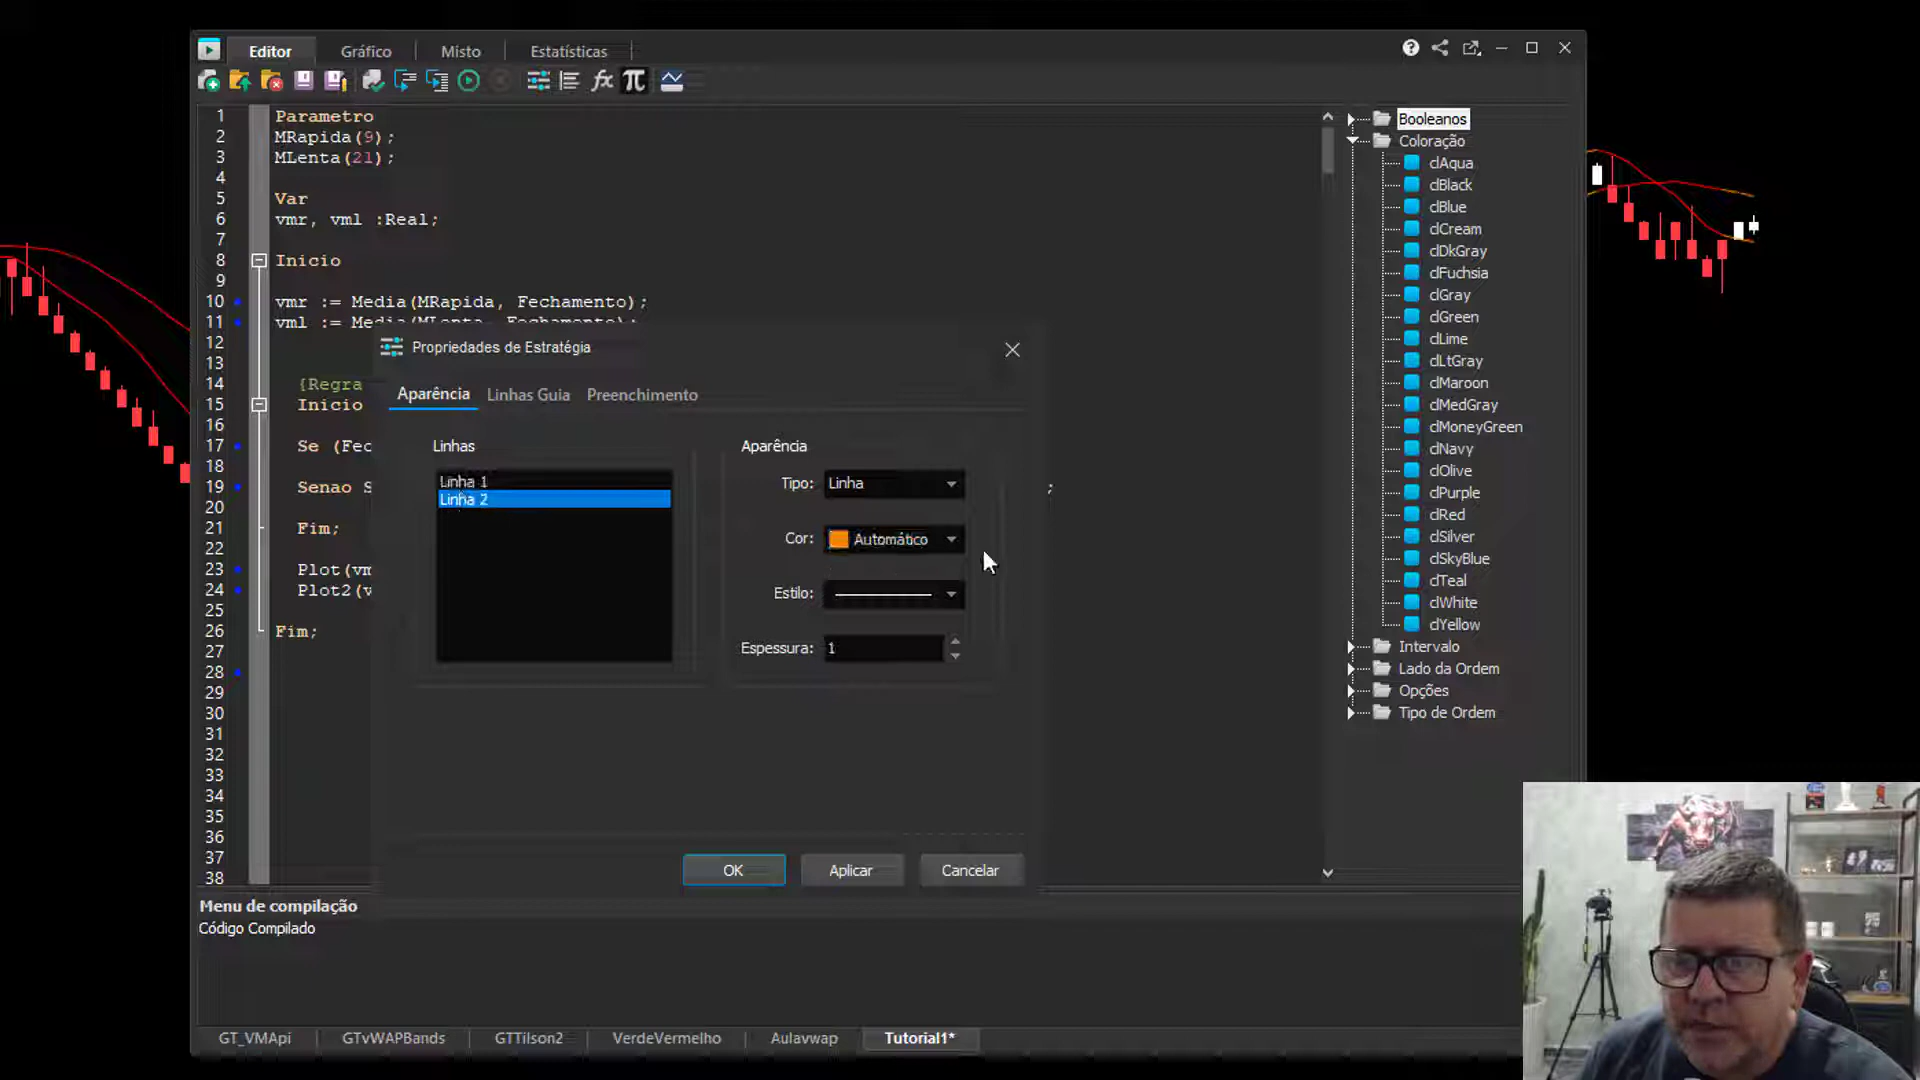 Editor
Gráfico
Misto
Estatísticas
fx
π
1 Parametro
2 MRapida(9);
3 MLenta(21);
4
5 Var
6 vmr, vml :Real;
7
8 Inicio
9
10 vmr := Media(MRapida, Fechamento);
11 vml := Media(MLenta, Fechamento);
12
13
14 {Regra
15 Inicio
16
17 Se (Fec
18
19 Senao S ;
20
21 Fim;
22
23 Plot(vm
24 Plot2(v
25
26 Fim;
27
28
29
30
31
32
33
34
35
36
37
38
Propriedades de Estratégia
Aparência
Linhas Guia
Preenchimento
Linhas
Linha 1
Linha 2
Aparência
Tipo: Linha
Cor: Automático
Estilo:
Espessura: 1
OK
Aplicar
Cancelar
Booleanos
Coloração
clAqua
clBlack
clBlue
clCream
clDkGray
clFuchsia
clGray
clGreen
clLime
clLtGray
clMaroon
clMedGray
clMoneyGreen
clNavy
clOlive
clPurple
clRed
clSilver
clSkyBlue
clTeal
clWhite
clYellow
Intervalo
Lado da Ordem
Opções
Tipo de Ordem
Menu de compilação
Código Compilado
GT_VMApi
GTvWAPBands
GTTilson2
VerdeVermelho
Aulavwap
Tutorial1*